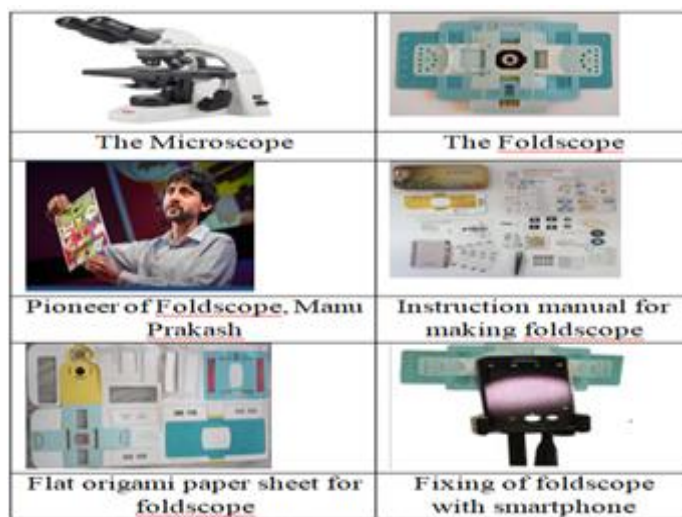 The Microscope
The Foldscope
Pioneer of Foldscope, Manu
Prakash
Instruction manual for
making foldscope
Flat origami paper sheet for
foldscope
Fixing of foldscope
with smartphone